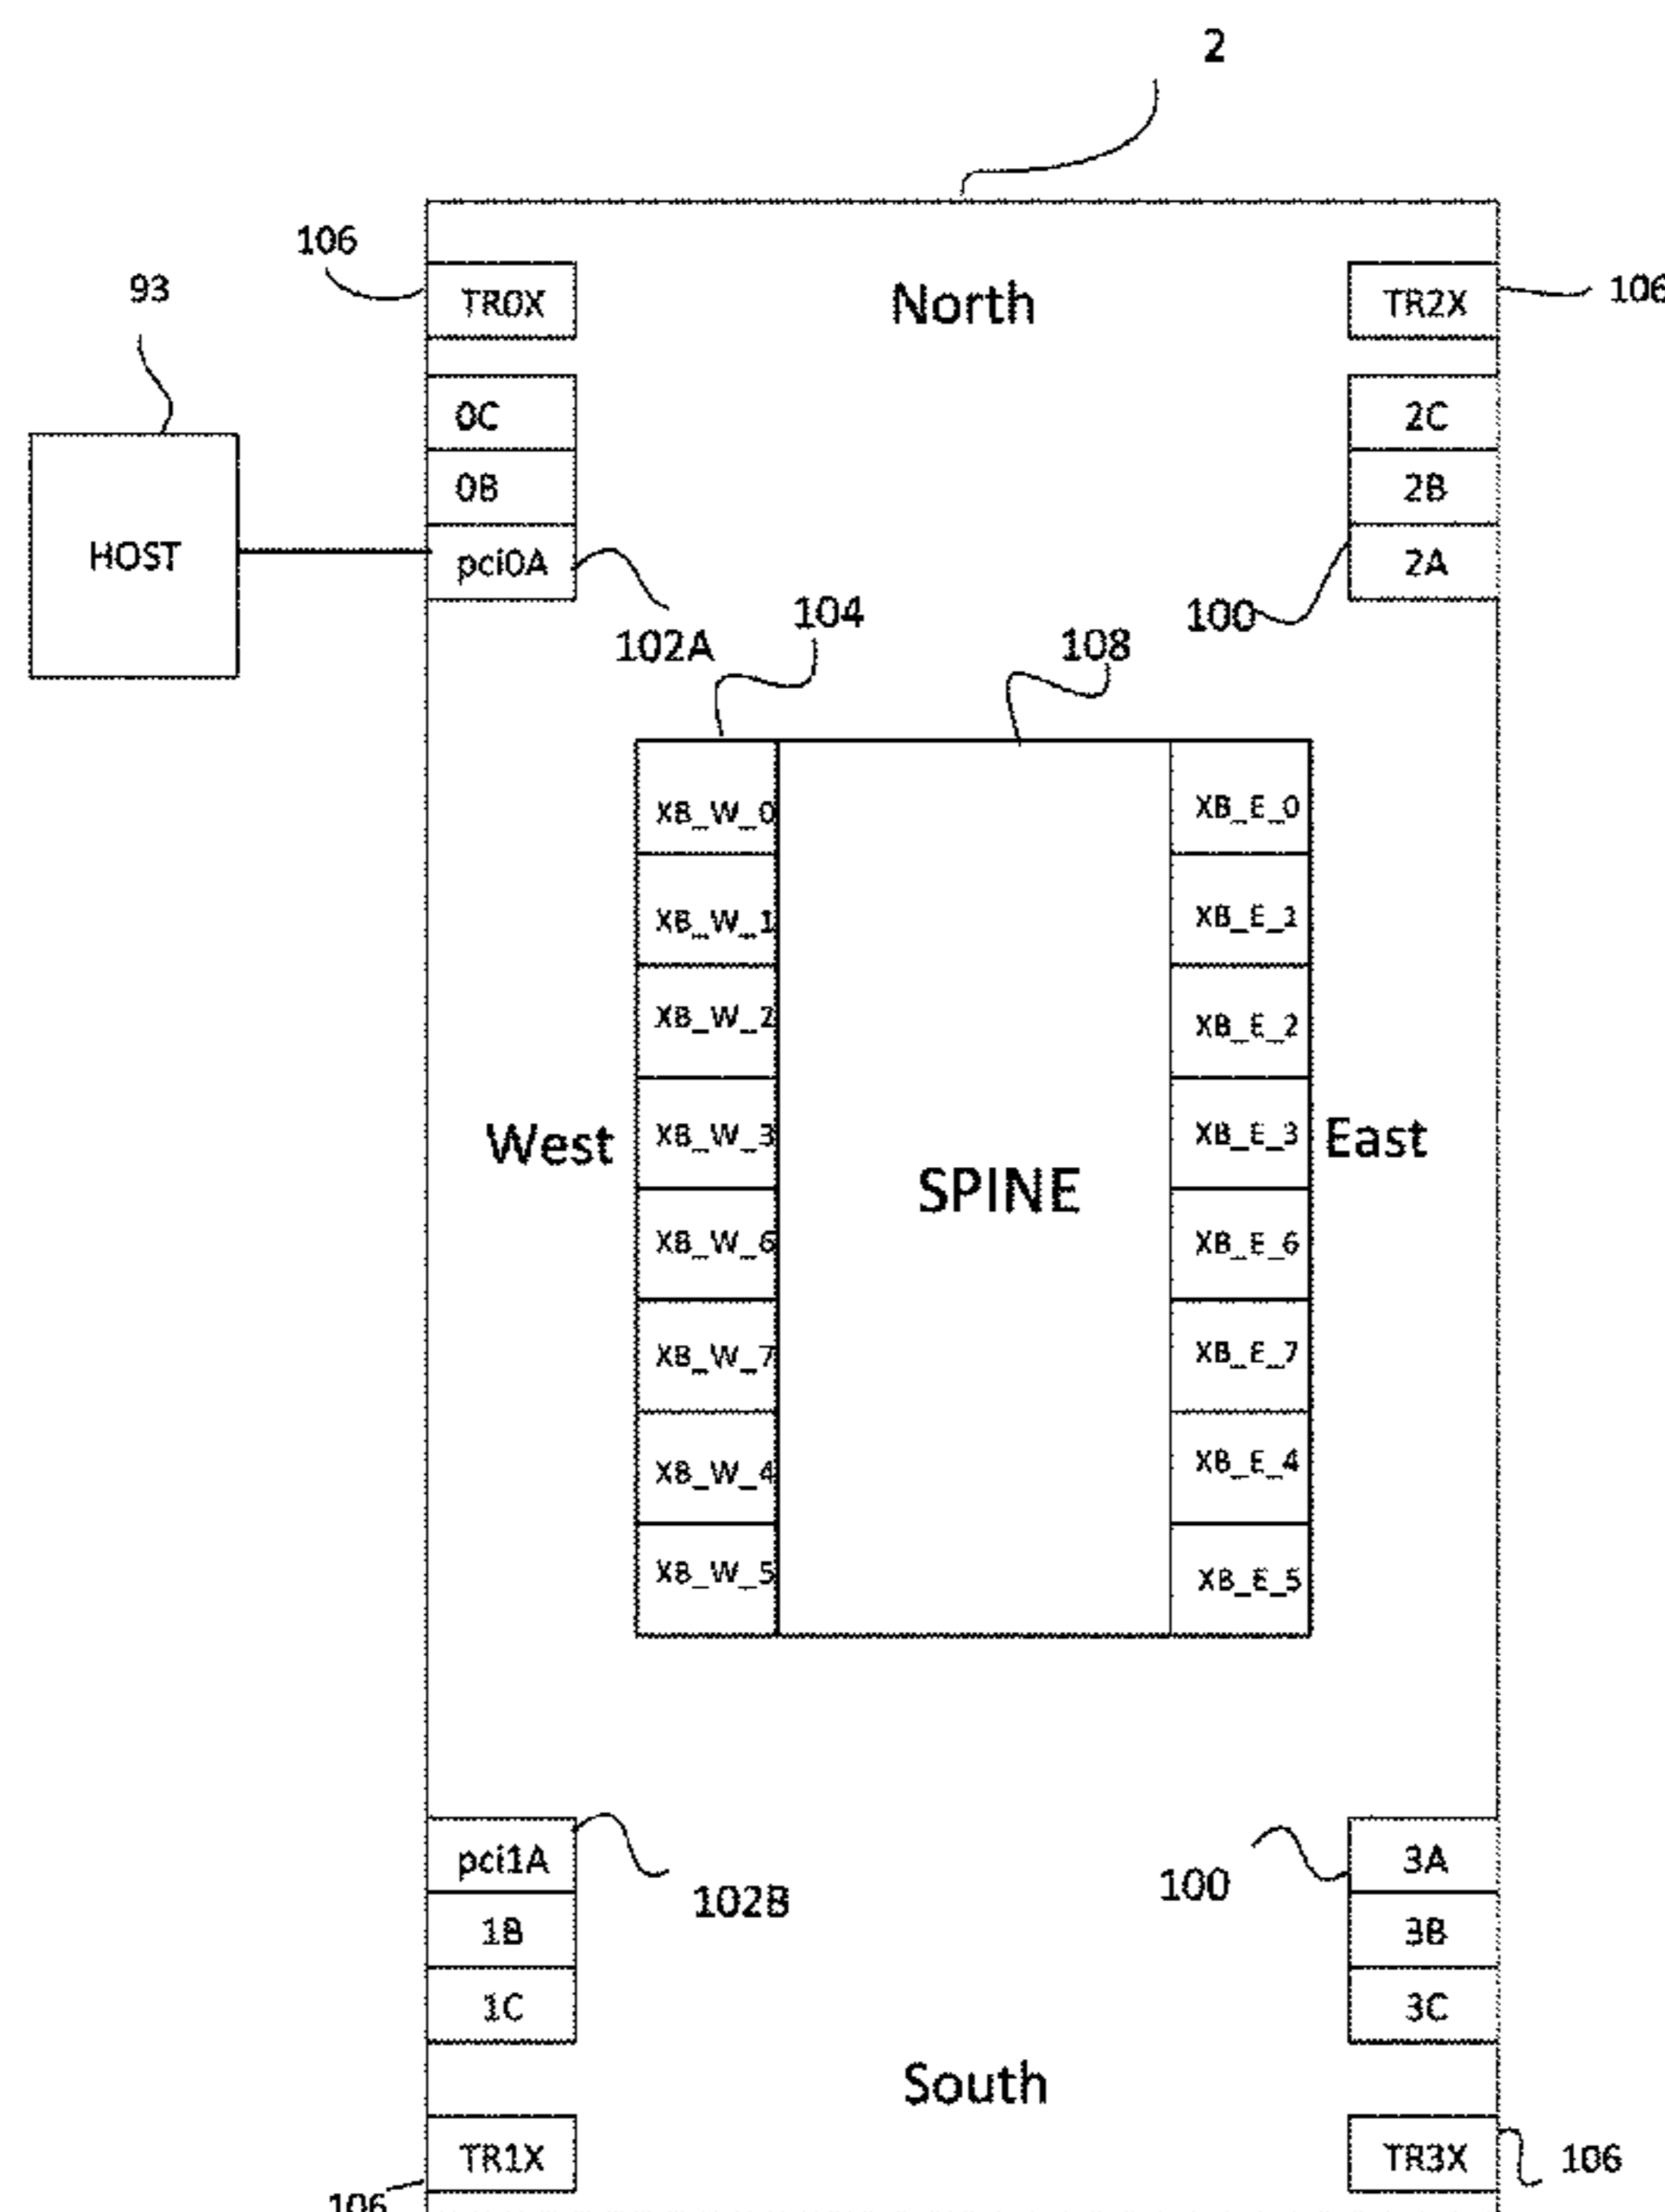 2
106
TR0X
North
TR2X
106
93
0C
2C
0B
2B
HOST
pci0A
2A
102A
104
108
100
XB_W_0
XB_E_0
XB_W_1
XB_E_1
XB_W_2
XB_E_2
West
XB_W_3
XB_E_3
East
SPINE
XB_W_6
XB_E_6
XB_W_7
XB_E_7
XB_W_4
XB_E_4
XB_W_5
XB_E_5
pci1A
102B
100
3A
1B
3B
1C
3C
South
TR1X
TR3X
106
106